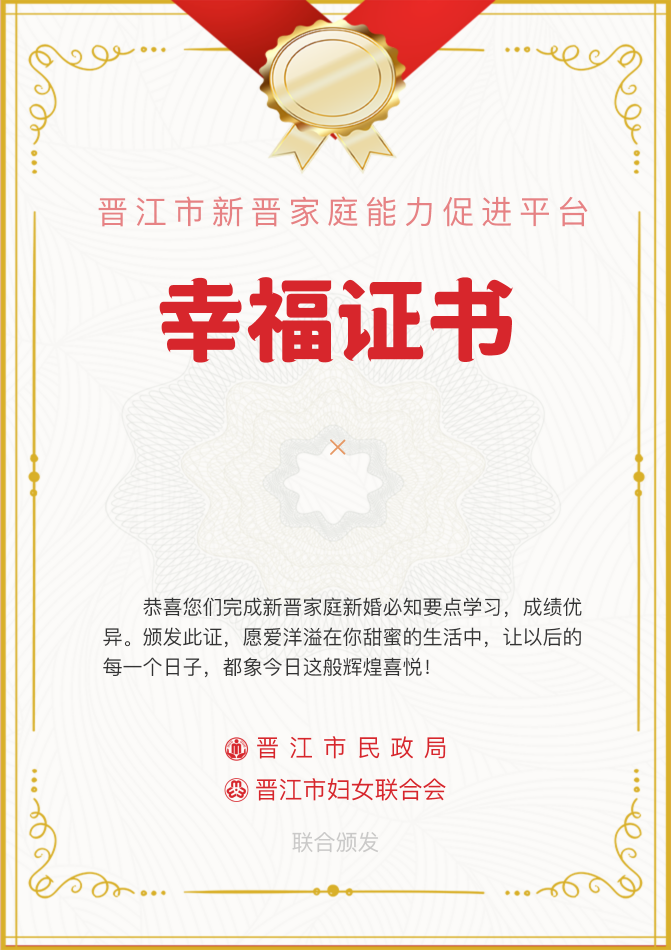 晋江市新晋家庭能力促进平台
幸福证书
×
恭喜您们完成新晋家庭新婚必知要点学习，成绩优
异。颁发此证，愿爱洋溢在你甜蜜的生活中，让以后的
每一个日子，都象今日这般辉煌喜悦！
晋江市民政局
晋江市妇女联合会
联合颁发